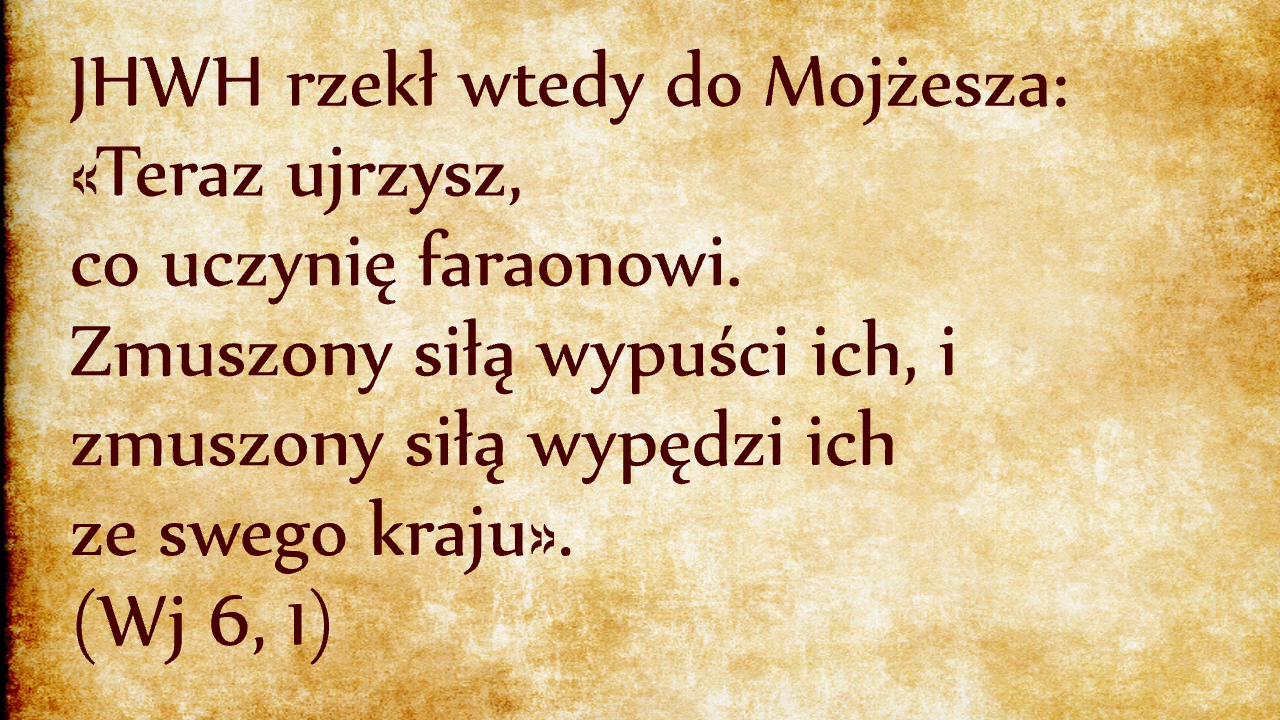 JHWH rzekł wtedy do Mojżesza:
«Teraz ujrzysz,
co uczynię faraonowi.
Zmuszony siłą wypuści ich, i
zmuszony siłą wypędzi ich
ze swego kraju».
(Wj 6, 1)